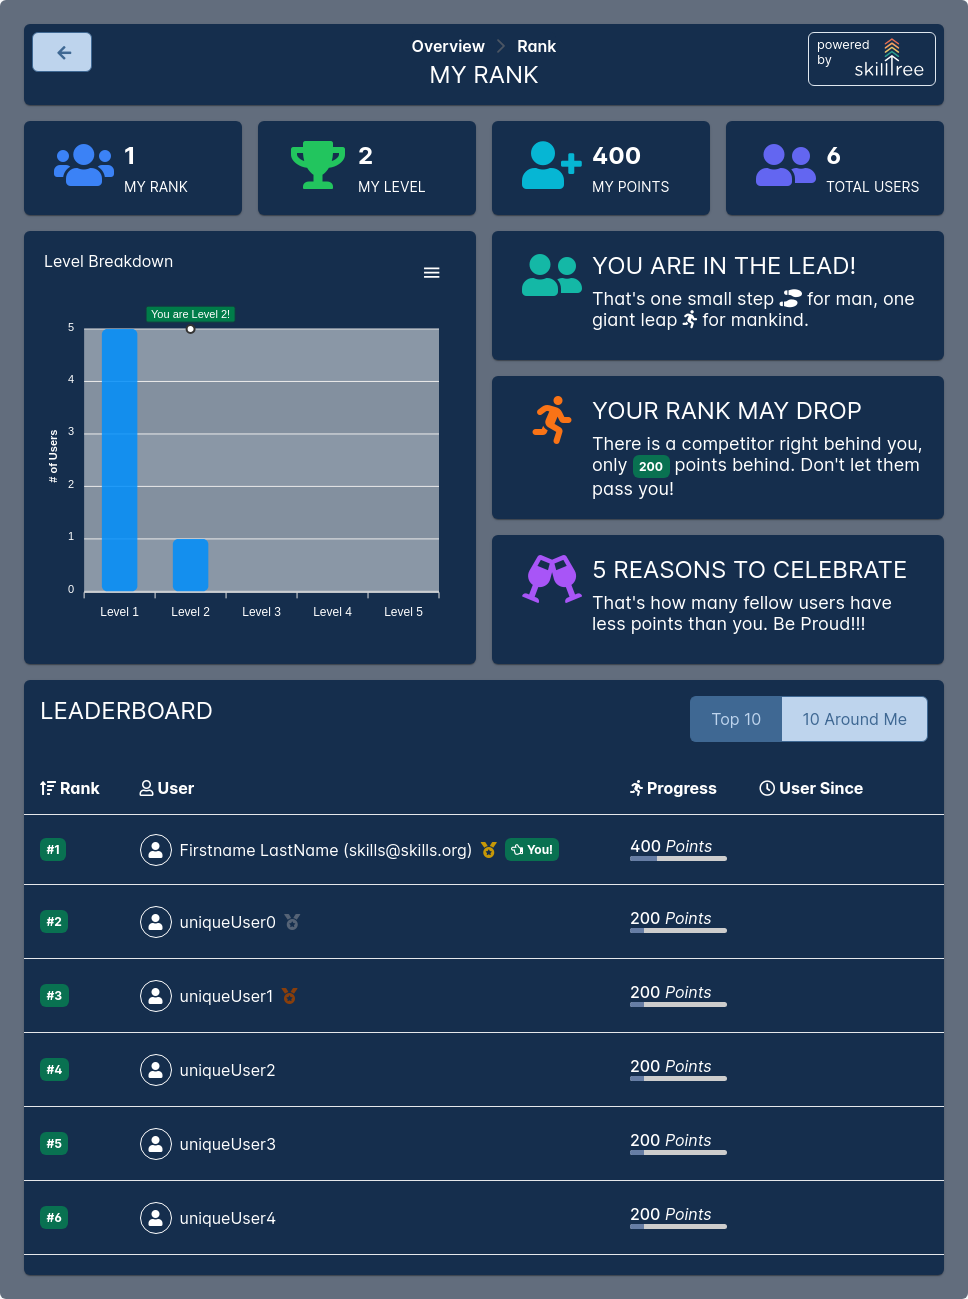 Overview Rank
MY RANK
powered
by
skilltree
1
MY RANK
2
MY LEVEL
400
MY POINTS
6
TOTAL USERS
Level Breakdown
You are Level 2!
5
4
3
2
1
0
# of Users
Level 1 Level 2 Level 3 Level 4 Level 5
YOU ARE IN THE LEAD!
That's one small step for man, one
giant leap for mankind.
YOUR RANK MAY DROP
There is a competitor right behind you,
only 200 points behind. Don't let them
pass you!
5 REASONS TO CELEBRATE
That's how many fellow users have
less points than you. Be Proud!!!
LEADERBOARD
Top 10 10 Around Me
Rank User Progress User Since
#1 Firstname LastName (skills@skills.org) You! 400 Points
#2 uniqueUser0 200 Points
#3 uniqueUser1 200 Points
#4 uniqueUser2 200 Points
#5 uniqueUser3 200 Points
#6 uniqueUser4 200 Points